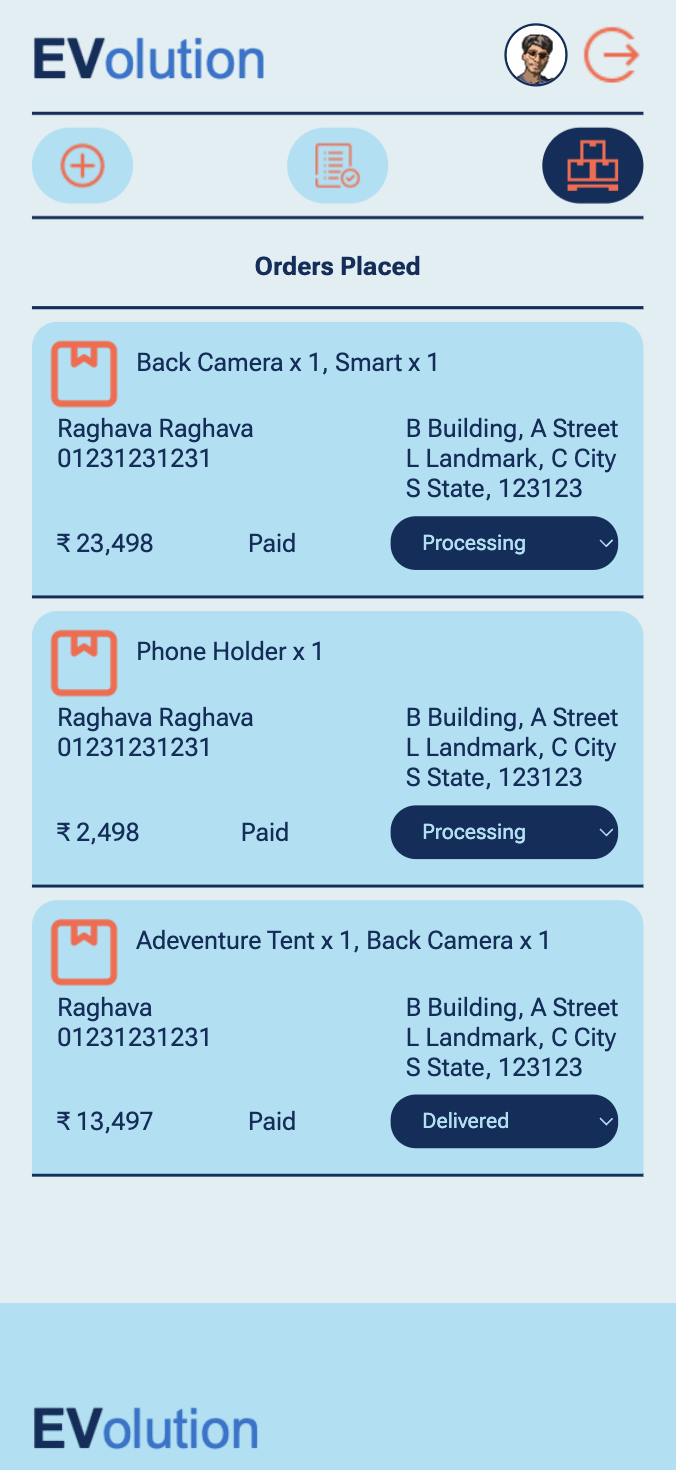 EVolution
Orders Placed
Back Camera x 1, Smart x 1
Raghava Raghava
01231231231
B Building, A Street
L Landmark, C City
S State, 123123
₹ 23,498
Paid
Processing
Phone Holder x 1
Raghava Raghava
01231231231
B Building, A Street
L Landmark, C City
S State, 123123
₹ 2,498
Paid
Processing
Adeventure Tent x 1, Back Camera x 1
Raghava
01231231231
B Building, A Street
L Landmark, C City
S State, 123123
₹ 13,497
Paid
Delivered
EVolution